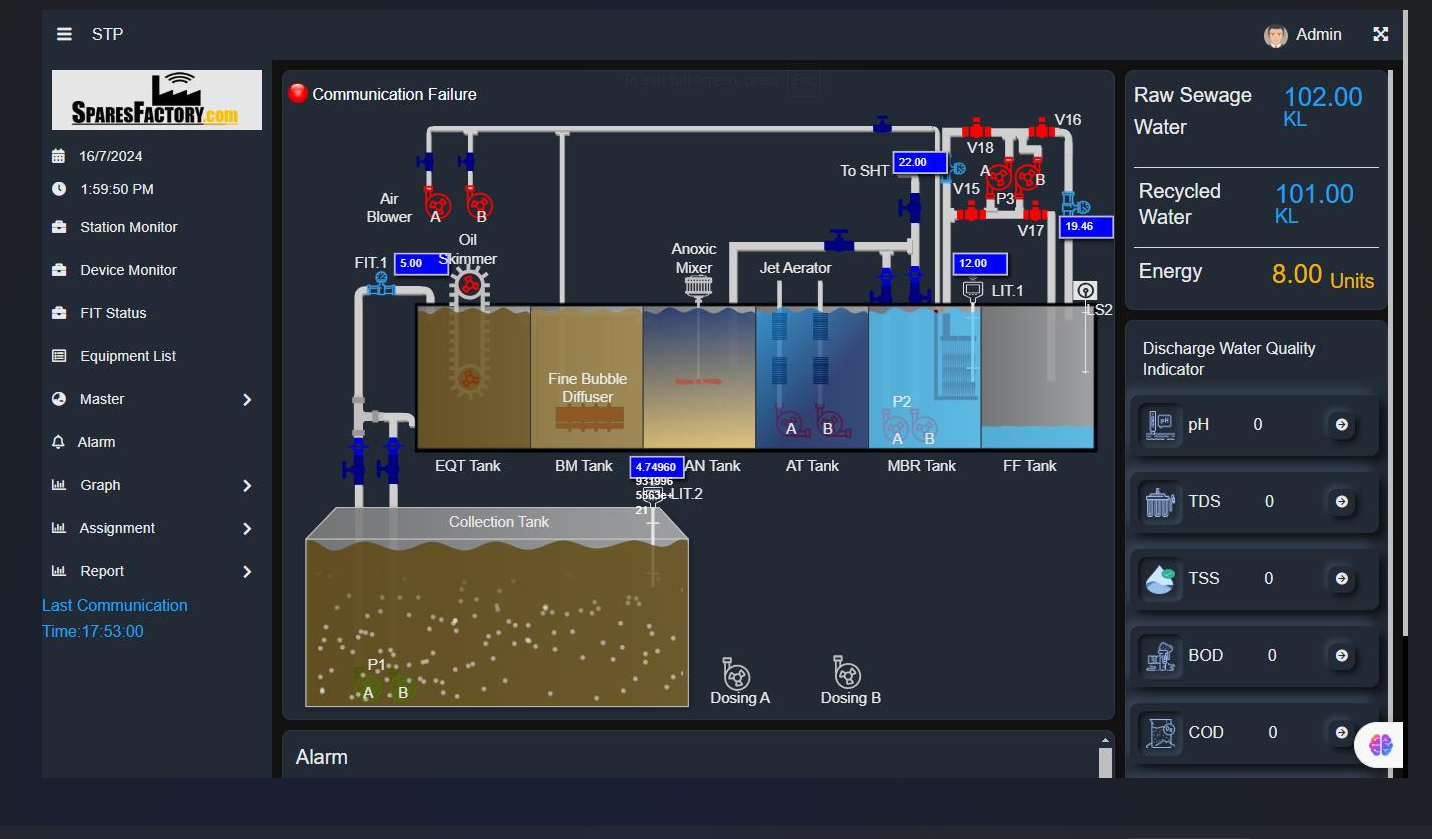 STP
Admin
SPARESFACTORY.com
16/7/2024
1:59:50 PM
Station Monitor
Device Monitor
FIT Status
Equipment List
Master
Alarm
Graph
Assignment
Report
Last Communication
Time:17:53:00
To exit full screen, press Esc
Communication Failure
V16
V18
To SHT
22.00
A
B
V15
P3
Air
Blower
A
B
V17
19.46
Oil
Skimmer
Anoxic
Mixer
FIT.1
5.00
Jet Aerator
12.00
LIT.1
LS2
Fine Bubble
Diffuser
P2
A
B
A
B
EQT Tank
BM Tank
AN Tank
AT Tank
MBR Tank
FF Tank
4.74960
931996
5863e+
21
LIT.2
Collection Tank
P1
A
B
Dosing A
Dosing B
Alarm
Raw Sewage
Water
102.00
KL
Recycled
Water
101.00
KL
Energy
8.00 Units
Discharge Water Quality
Indicator
pH
0
TDS
0
TSS
0
BOD
0
COD
0